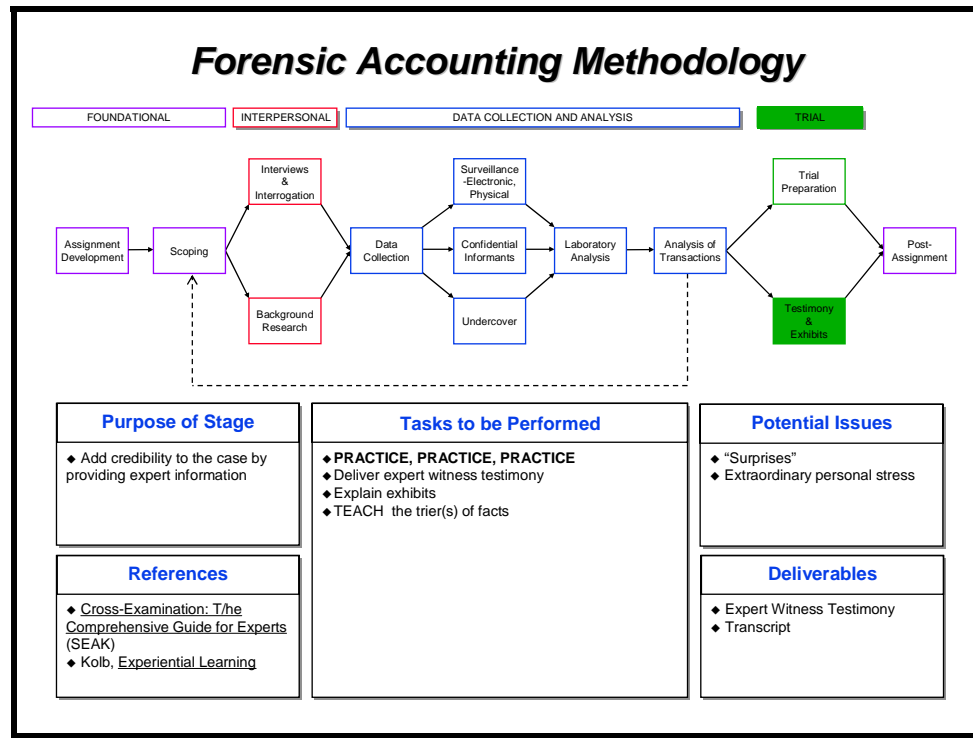 Forensic Accounting Methodology
FOUNDATIONAL
INTERPERSONAL
DATA COLLECTION AND ANALYSIS
TRIAL
Assignment
Development
Scoping
Interviews
&
Interrogation
Background
Research
Data
Collection
Surveillance
-Electronic,
Physical
Confidential
Informants
Undercover
Laboratory
Analysis
Analysis of
Transactions
Trial
Preparation
Testimony
&
Exhibits
Post-
Assignment
Purpose of Stage
◆ Add credibility to the case by
providing expert information
Tasks to be Performed
◆ PRACTICE, PRACTICE, PRACTICE
◆ Deliver expert witness testimony
◆ Explain exhibits
◆ TEACH the trier(s) of facts
Potential Issues
◆ “Surprises”
◆ Extraordinary personal stress
References
◆ Cross-Examination: T/he
Comprehensive Guide for Experts
(SEAK)
◆ Kolb, Experiential Learning
Deliverables
◆ Expert Witness Testimony
◆ Transcript